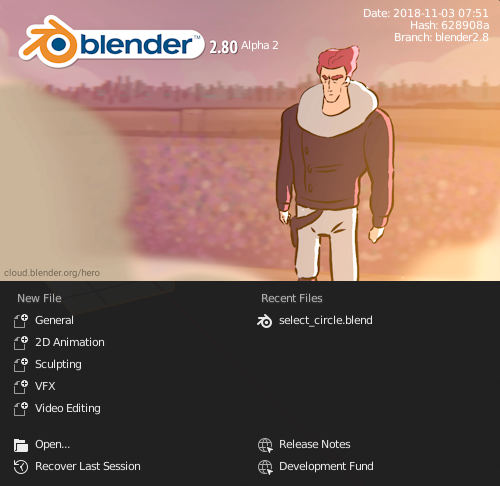 Date: 2018-11-03 07:51
Hash: 628908a
Branch: blender2.8
blender™ 2.80 Alpha 2
cloud.blender.org/hero
New File
General
2D Animation
Sculpting
VFX
Video Editing
Open...
Recover Last Session
Recent Files
select_circle.blend
Release Notes
Development Fund